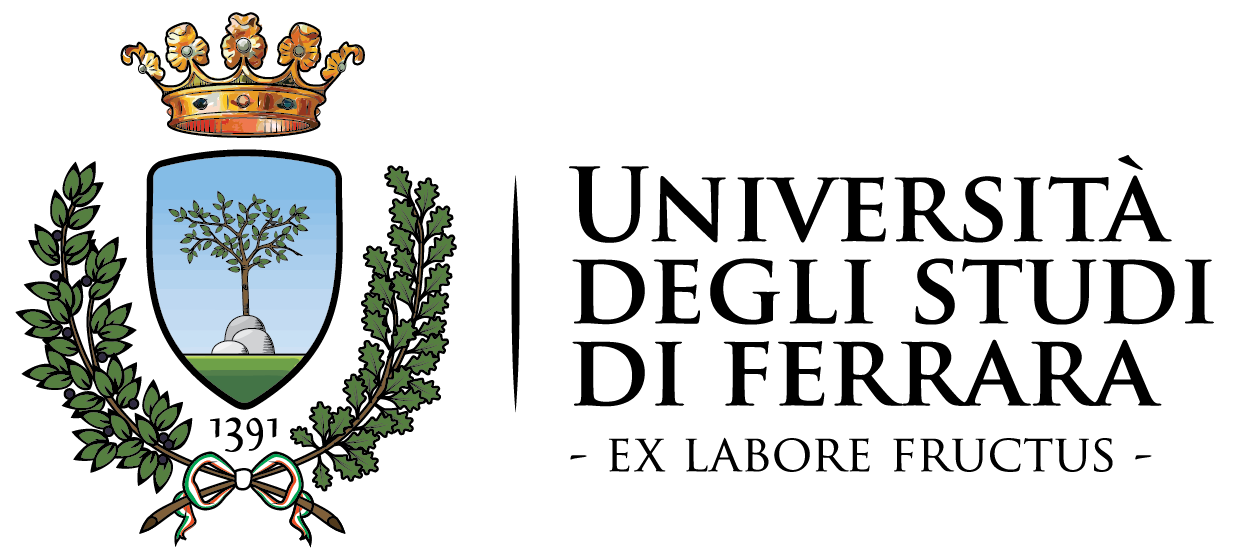 1391
UNIVERSITÀ
DEGLI STUDI
DI FERRARA
- EX LABORE FRUCTUS -